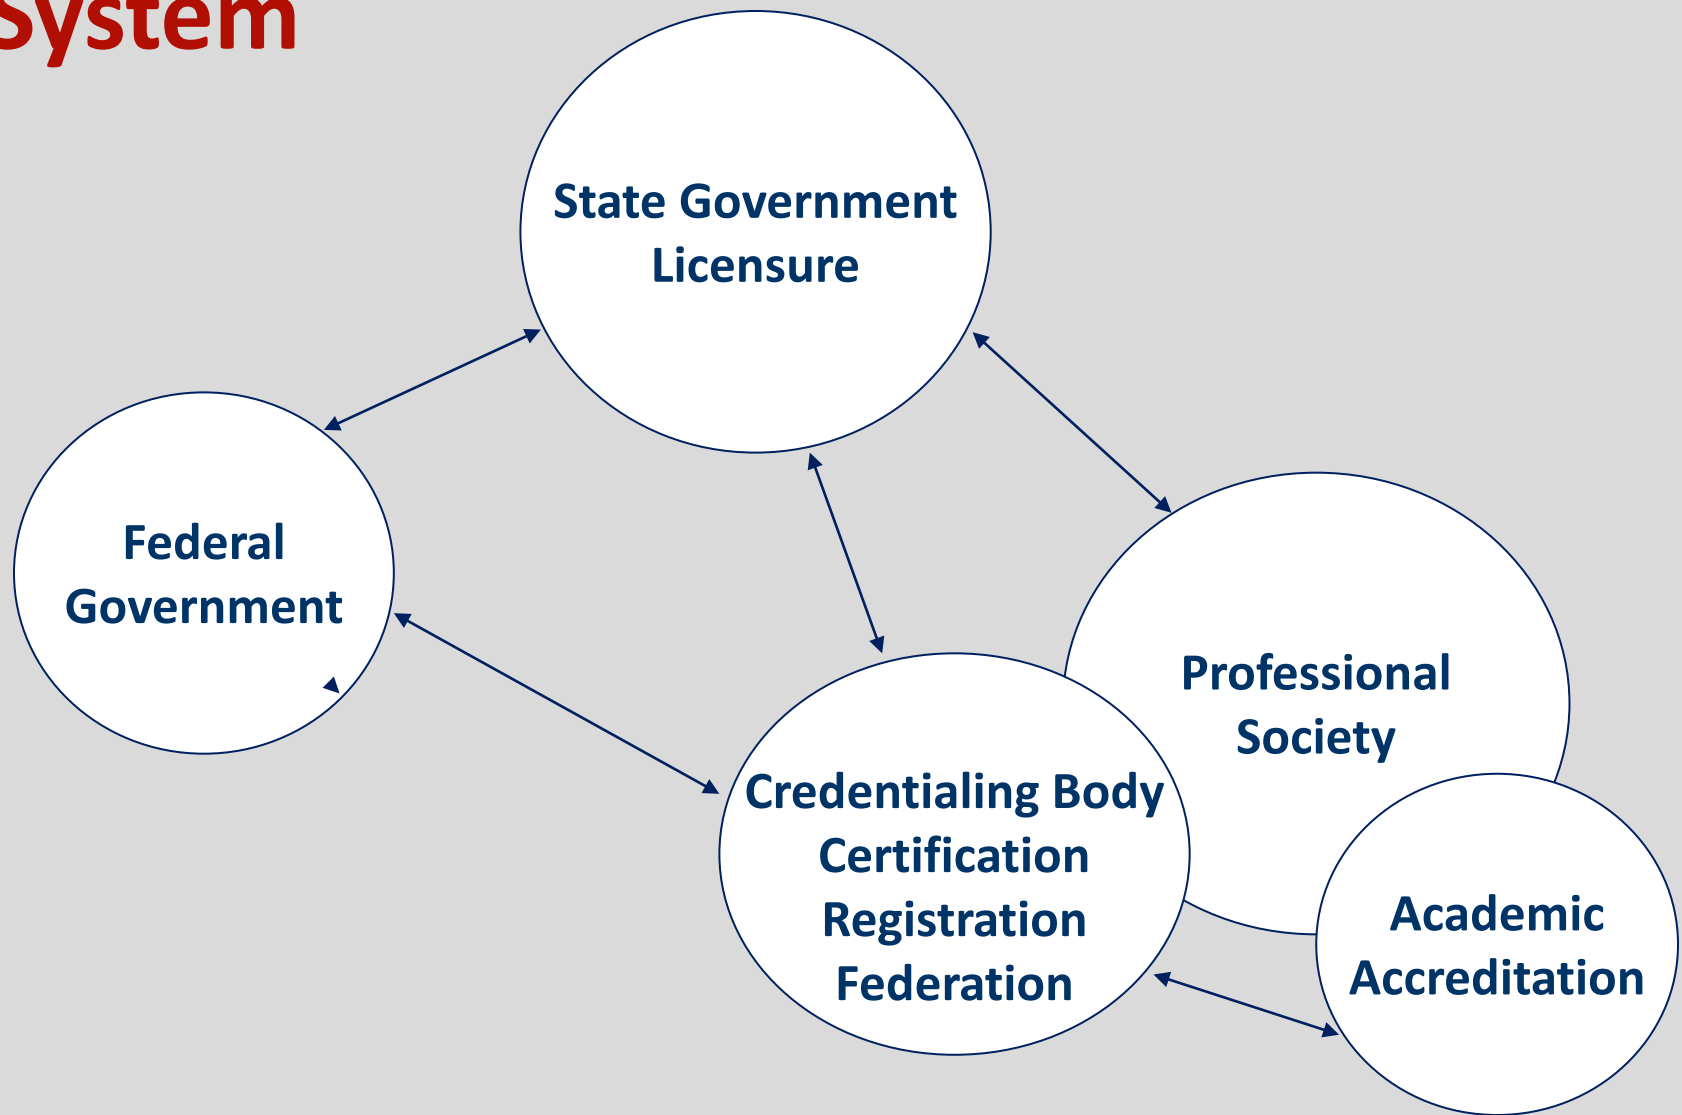 System
State Government
Licensure
Federal
Government
Professional
Society
Credentialing Body
Certification
Registration
Federation
Academic
Accreditation